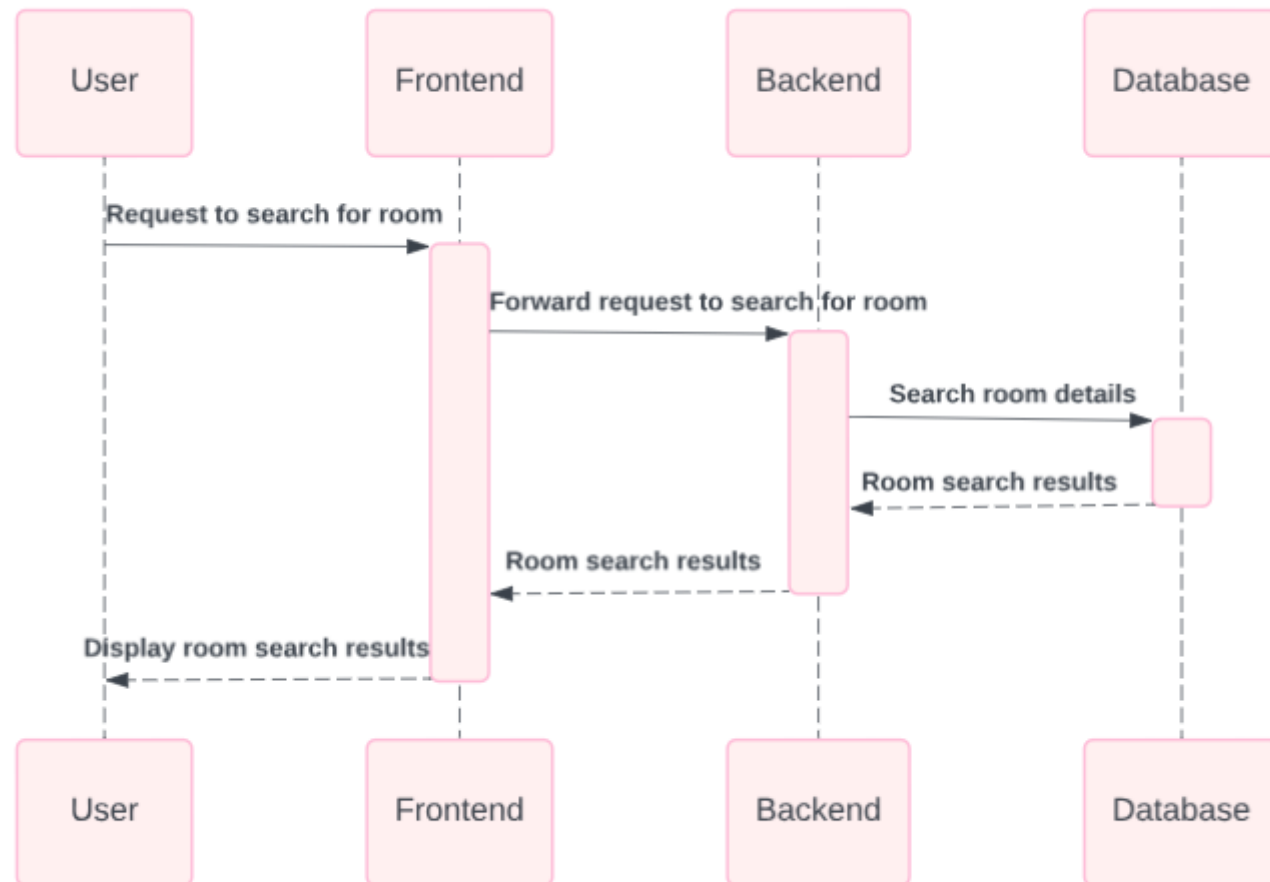 User
Frontend
Backend
Database
Request to search for room
Forward request to search for room
Search room details
Room search results
Room search results
Display room search results
User
Frontend
Backend
Database